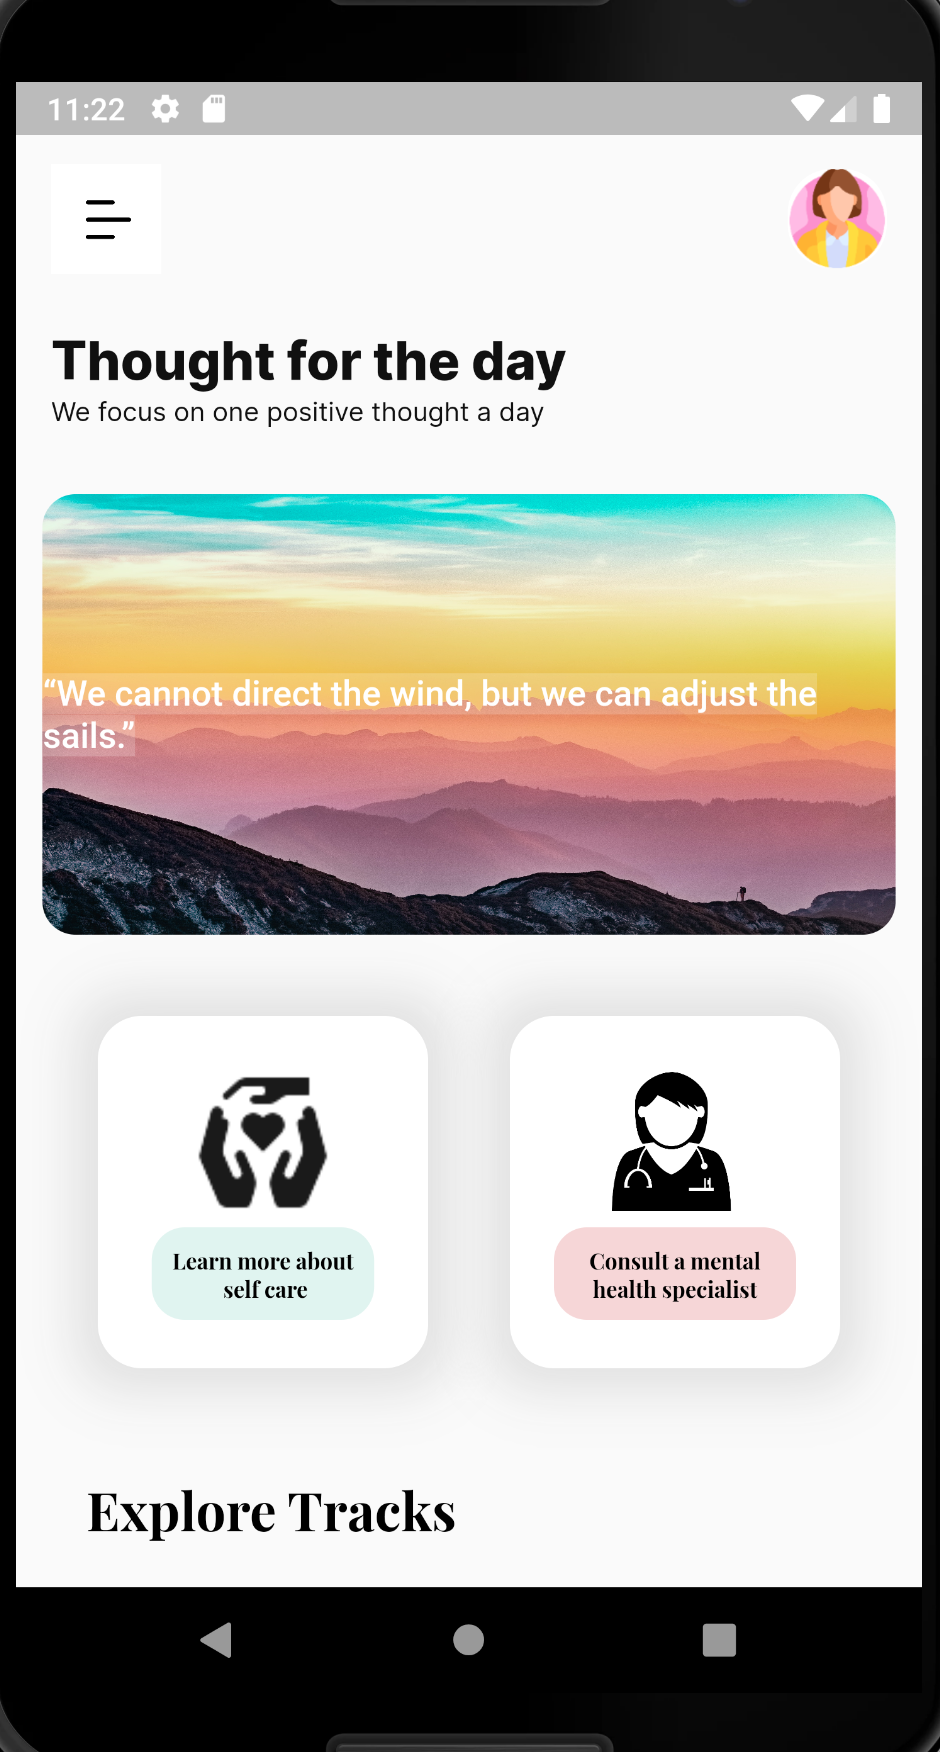 11:22
Thought for the day
We focus on one positive thought a day
“We cannot direct the wind, but we can adjust the
sails.”
Learn more about
self care
Consult a mental
health specialist
Explore Tracks